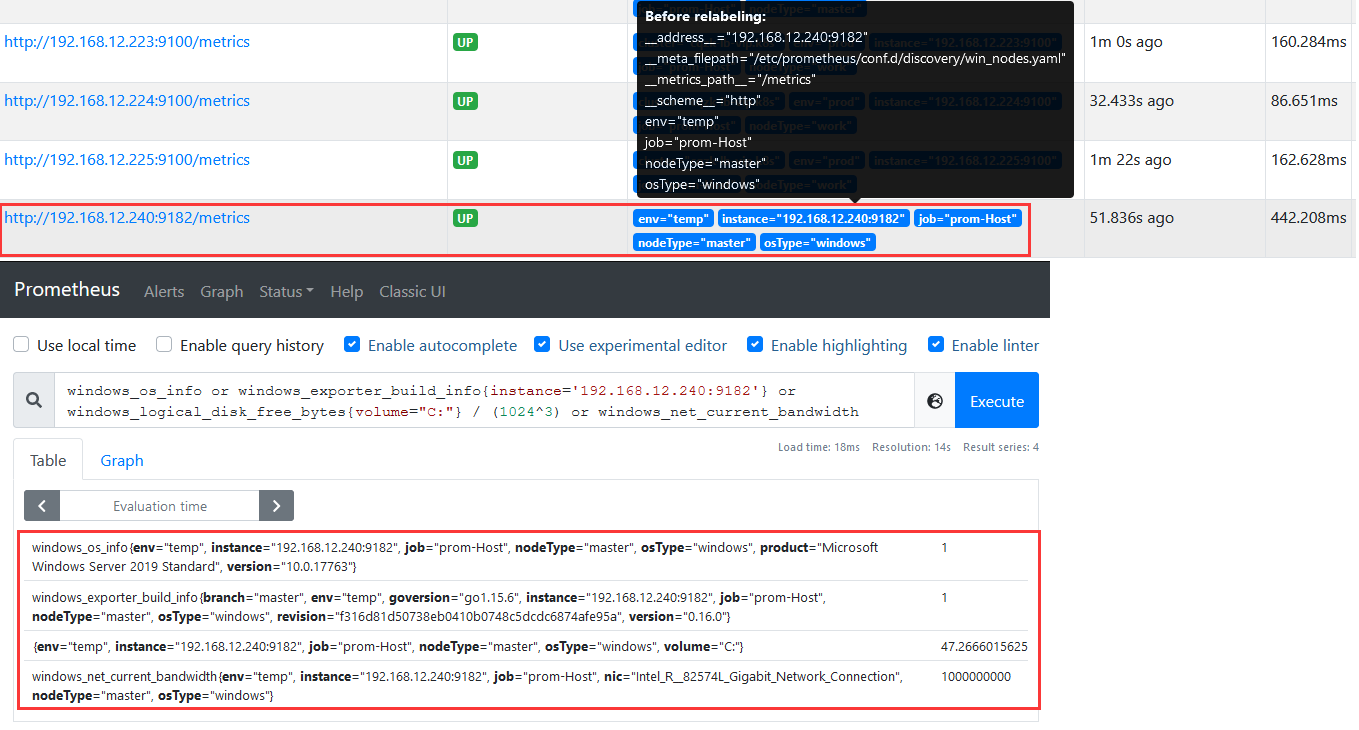 Before relabeling:
nodeType="master"
http://192.168.12.223:9100/metrics
UP
__address__="192.168.12.240:9182"
instance="192.168.12.223:9100"
1m 0s ago
160.284ms
__meta_filepath="/etc/prometheus/conf.d/discovery/win_nodes.yaml"
__metrics_path__="/metrics"
http://192.168.12.224:9100/metrics
UP
__scheme__="http"
env="prod"
instance="192.168.12.224:9100"
32.433s ago
86.651ms
env="temp"
nodeType="work"
job="prom-Host"
http://192.168.12.225:9100/metrics
UP
nodeType="master"
env="prod"
instance="192.168.12.225:9100"
1m 22s ago
162.628ms
osType="windows"
nodeType="work"
http://192.168.12.240:9182/metrics
UP
env="temp" instance="192.168.12.240:9182" job="prom-Host"
51.836s ago
442.208ms
nodeType="master" osType="windows"
Prometheus Alerts Graph Status Help Classic UI
Use local time Enable query history Enable autocomplete Use experimental editor Enable highlighting Enable linter
windows_os_info or windows_exporter_build_info{instance='192.168.12.240:9182'} or
windows_logical_disk_free_bytes{volume="C:"} / (1024^3) or windows_net_current_bandwidth
Execute
Load time: 18ms Resolution: 14s Result series: 4
Table Graph
Evaluation time
windows_os_info{env="temp", instance="192.168.12.240:9182", job="prom-Host", nodeType="master", osType="windows", product="Microsoft
Windows Server 2019 Standard", version="10.0.17763"}
1
windows_exporter_build_info{branch="master", env="temp", goversion="go1.15.6", instance="192.168.12.240:9182", job="prom-Host",
nodeType="master", osType="windows", revision="f316d81d50738eb0410b0748c5dcdc6874afe95a", version="0.16.0"}
1
{env="temp", instance="192.168.12.240:9182", job="prom-Host", nodeType="master", osType="windows", volume="C:"}
47.2666015625
windows_net_current_bandwidth{env="temp", instance="192.168.12.240:9182", job="prom-Host", nic="Intel_R__82574L_Gigabit_Network_Connection",
nodeType="master", osType="windows"}
1000000000